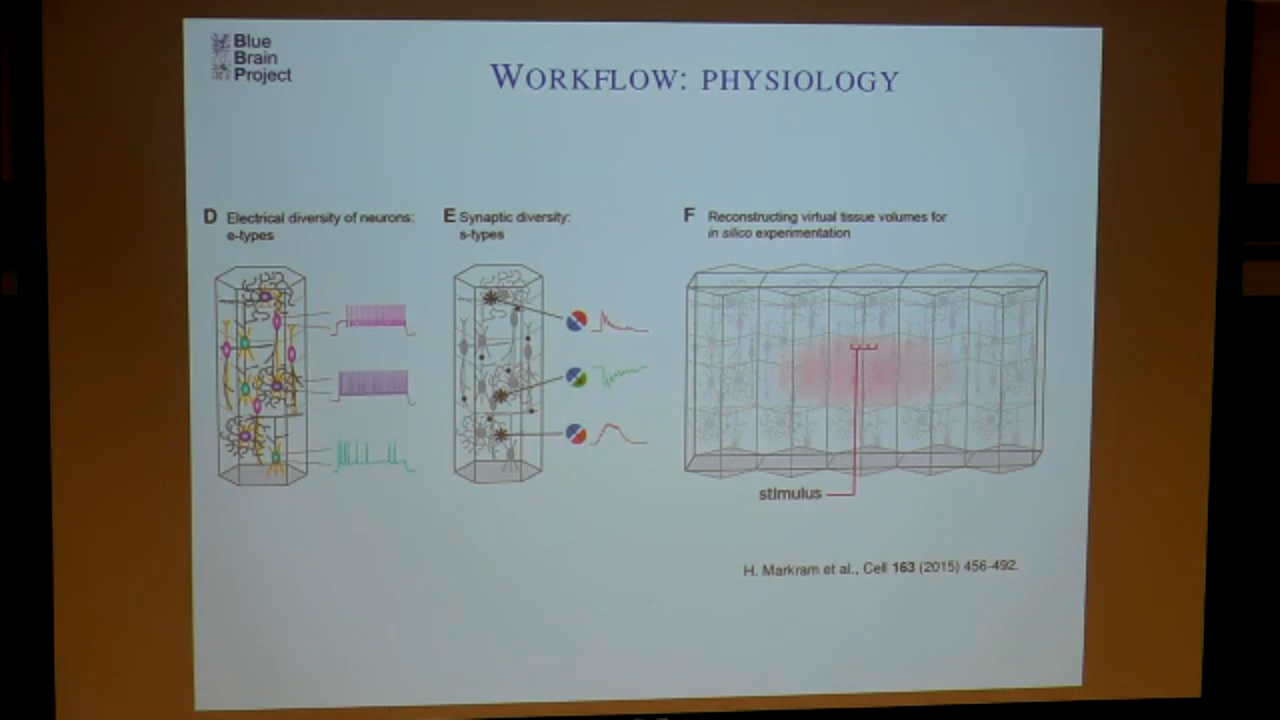 Blue
Brain
Project
WORKFLOW: PHYSIOLOGY
D Electrical diversity of neurons:
e-types
E Synaptic diversity:
s-types
F Reconstructing virtual tissue volumes for
in silico experimentation
stimulus
H. Markram et al., Cell 163 (2015) 456-492.